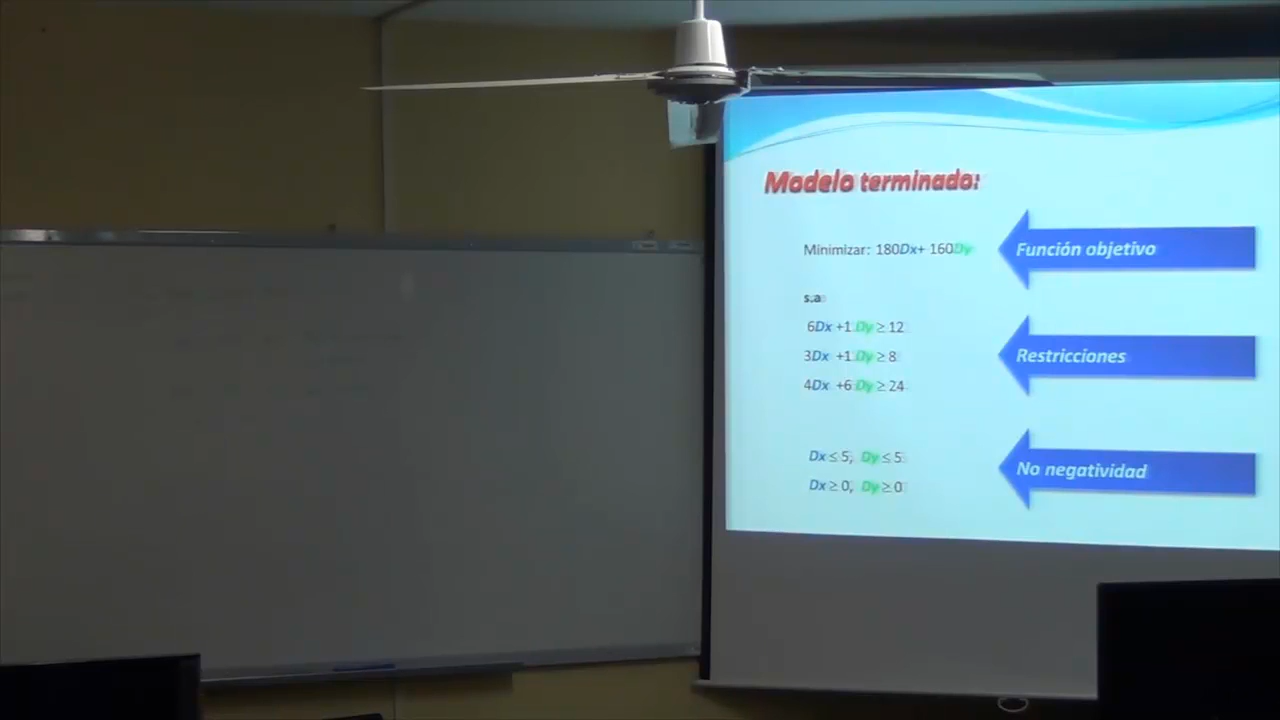 Modelo terminado:
Minimizar: 180Dx+ 160Dy
Función objetivo
s.a
6Dx +1 Dy ≥ 12
3Dx +1 Dy ≥ 8
Restricciones
4Dx +6 Dy ≥ 24
Dx ≤ 5, Dy ≤ 5
No negatividad
Dx ≥ 0, Dy ≥ 0